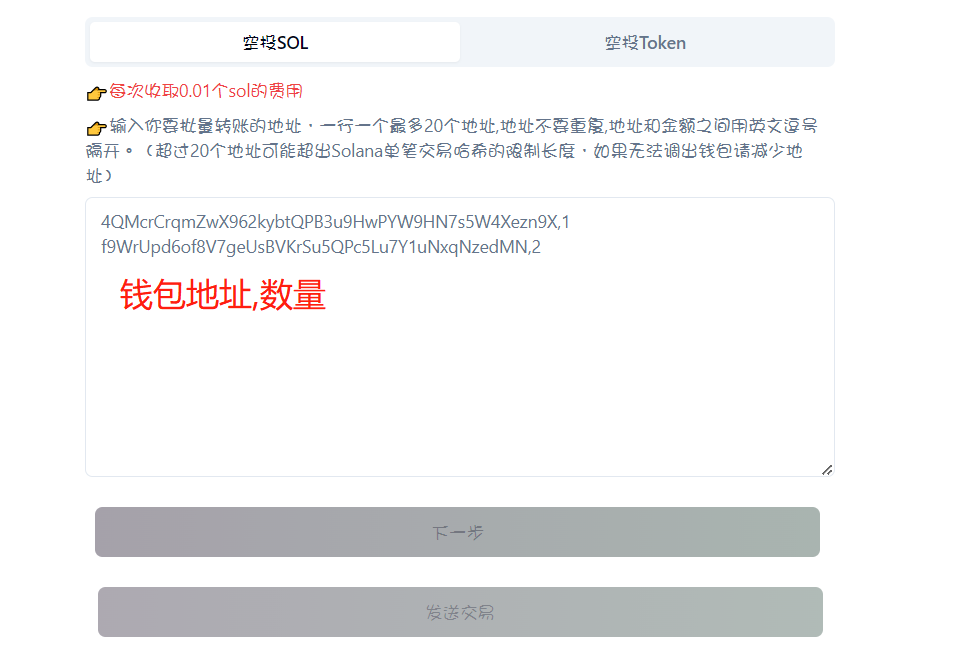 空投SOL
空投Token
👉每次收取0.01个sol的费用
👉输入你要批量转账的地址，一行一个最多20个地址,地址不要重复,地址和金额之间用英文逗号
隔开。（超过20个地址可能超出Solana单笔交易哈希的限制长度，如果无法调出钱包请减少地
址）
4QMcrCrqmZwX962kybtQPB3u9HwPYW9HN7s5W4Xezn9X,1
f9WrUpd6of8V7geUsBVKrSu5QPc5Lu7Y1uNxqNzedMN,2
钱包地址,数量
下一步
发送交易